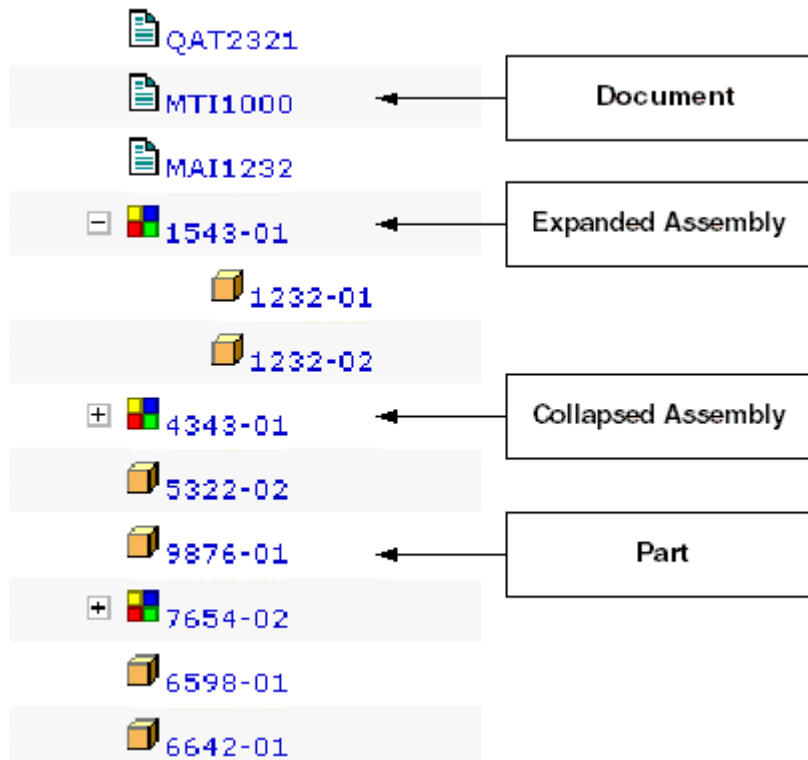 QAT2321
MTI1000
Document
MAI1232
1543-01
Expanded Assembly
1232-01
1232-02
4343-01
Collapsed Assembly
5322-02
9876-01
Part
7654-02
6598-01
6642-01